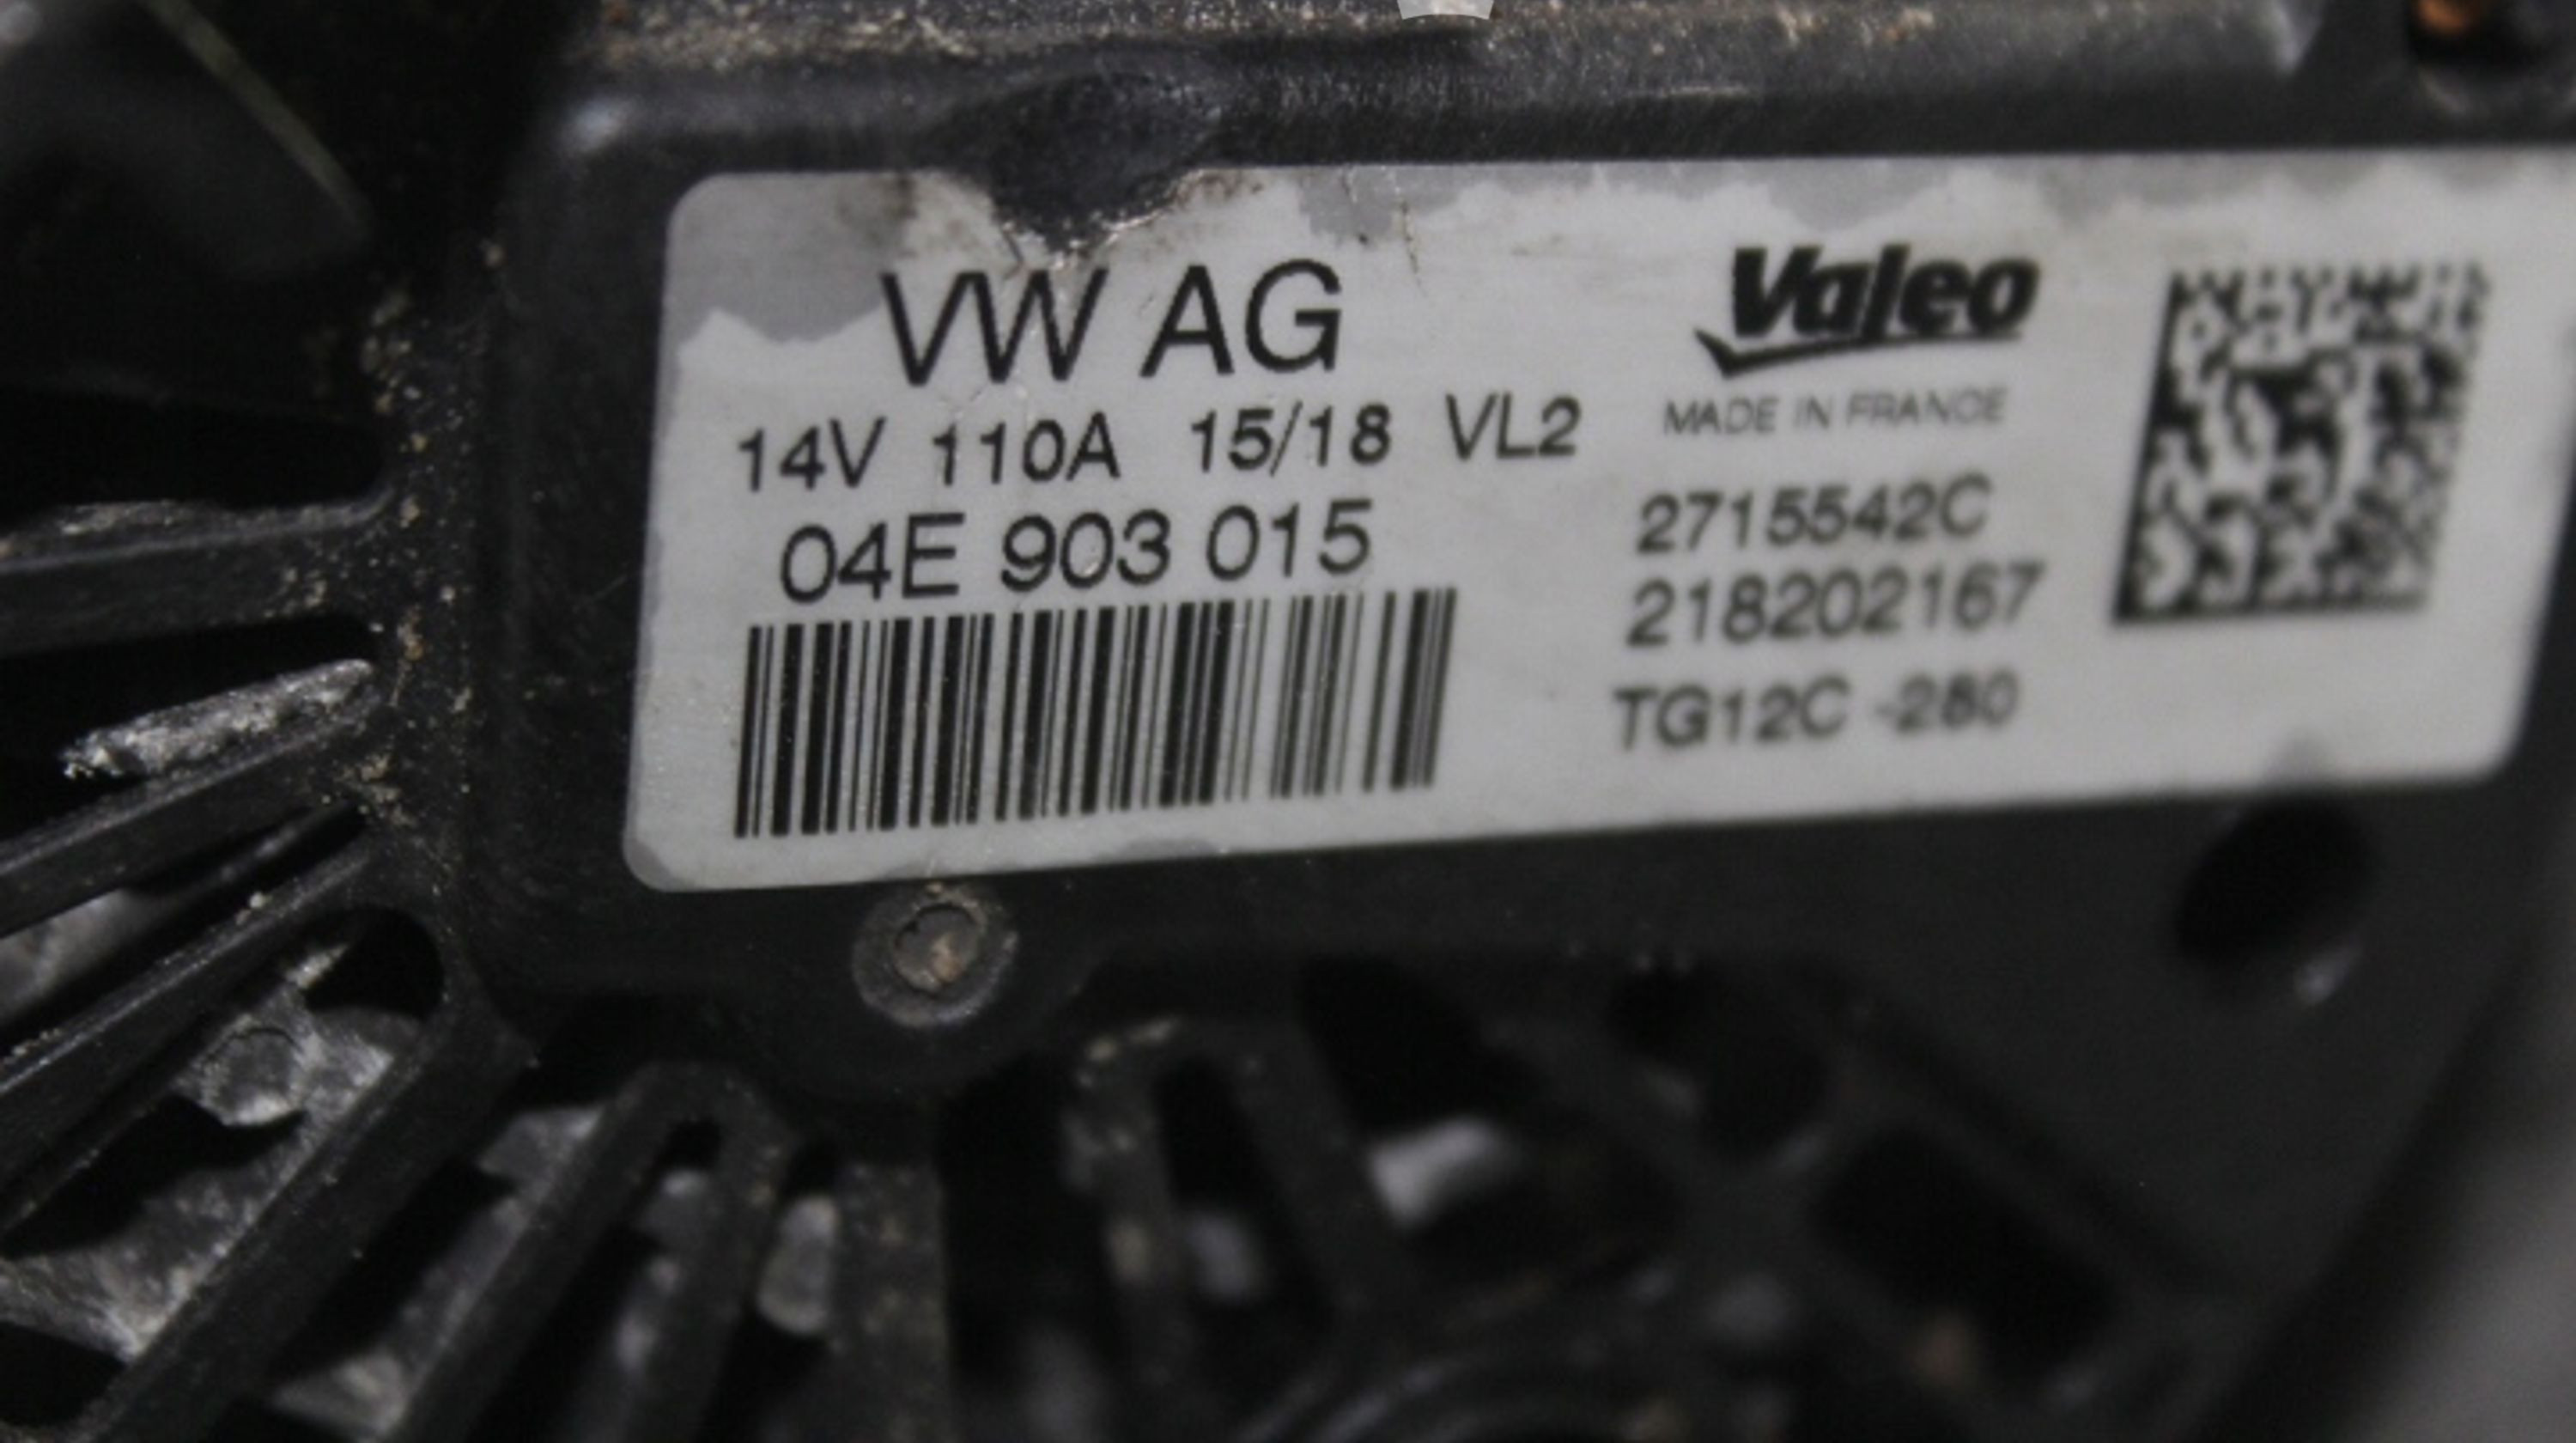 VW AG
14V 110A 15/18 VL2
04E 903 015
Valeo
MADE IN FRANCE
2715542C
218202167
TG12C -280